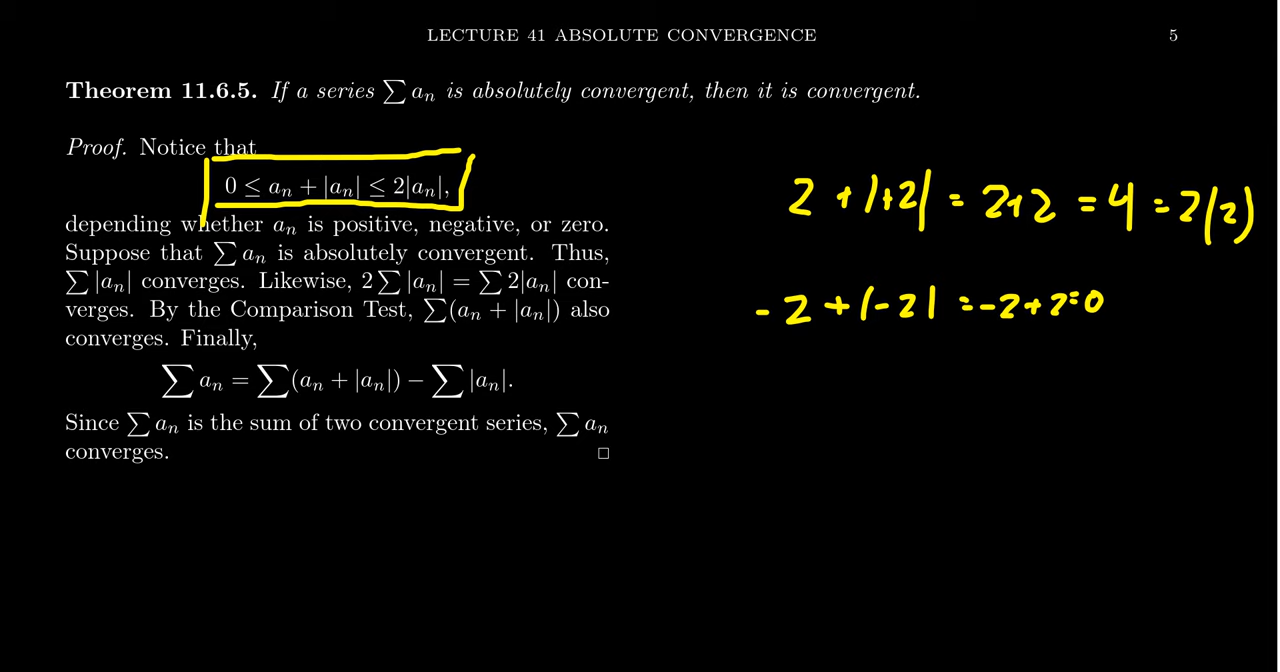 LECTURE 41 ABSOLUTE CONVERGENCE 5
Theorem 11.6.5. If a series ∑ aₙ is absolutely convergent, then it is convergent.
Proof. Notice that
0 ≤ aₙ + |aₙ| ≤ 2|aₙ|,
depending whether aₙ is positive, negative, or zero.
Suppose that ∑ aₙ is absolutely convergent. Thus,
∑ |aₙ| converges. Likewise, 2 ∑ |aₙ| = ∑ 2|aₙ| con-
verges. By the Comparison Test, ∑(aₙ + |aₙ|) also
converges. Finally,
∑ aₙ = ∑(aₙ + |aₙ|) − ∑ |aₙ|.
Since ∑ aₙ is the sum of two convergent series, ∑ aₙ
converges. □
2 + |+2| = 2+2 = 4 = 2(2)
-2 + |-2| = -2+2=0